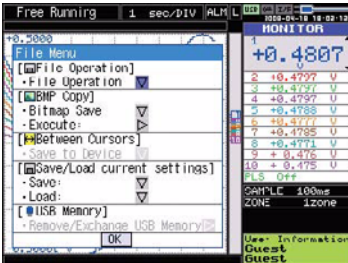 Free Running 1 sec/DIV ALM L
+0.5000
File Menu
[File Operation]
・File Operation
[BMP Copy]
・Bitmap Save
・Execute:
[Between Cursors]
・Save to Device
[Save/Load current settings]
・Save:
・Load:
[USB Memory]
・Remove/Exchange USB Memory
OK
MONITOR
1
+0.4807
V
2 +0.4797 V
3 +0.4797 V
4 +0.4797 V
5 +0.4788 V
6 +0.4777 V
7 +0.4785 V
8 +0.4771 V
9 + 0.476 V
10 + 0.475 V
PLS Off
SAMPLE 100ms
ZONE 1zone
User Information
Guest
Guest